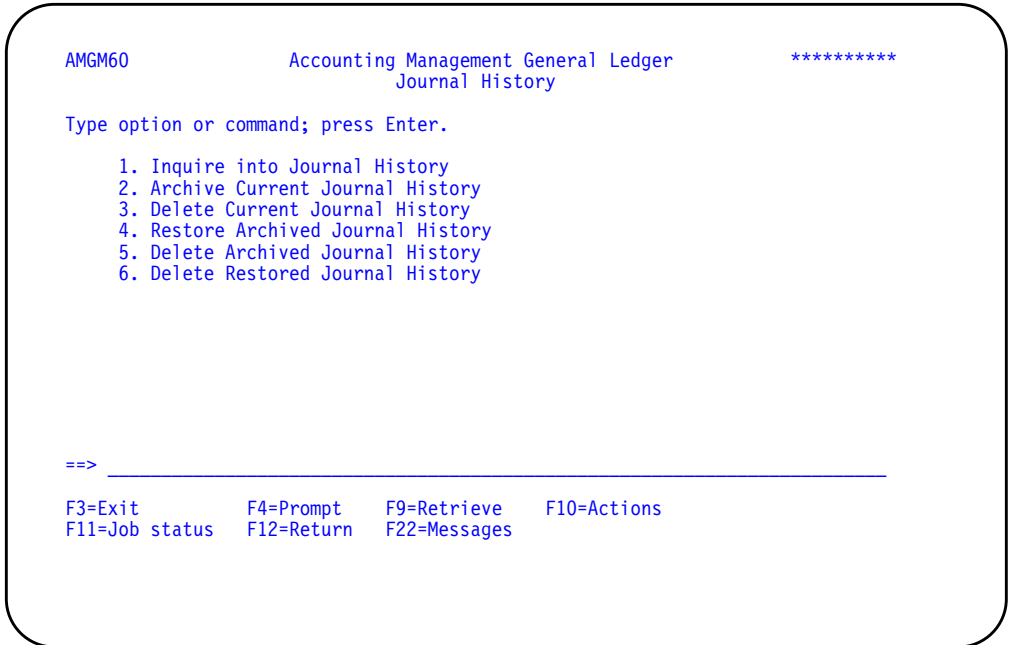 AMGM60 Accounting Management General Ledger **********
Journal History
Type option or command; press Enter.
1. Inquire into Journal History
2. Archive Current Journal History
3. Delete Current Journal History
4. Restore Archived Journal History
5. Delete Archived Journal History
6. Delete Restored Journal History
==>
F3=Exit F4=Prompt F9=Retrieve F10=Actions
F11=Job status F12=Return F22=Messages